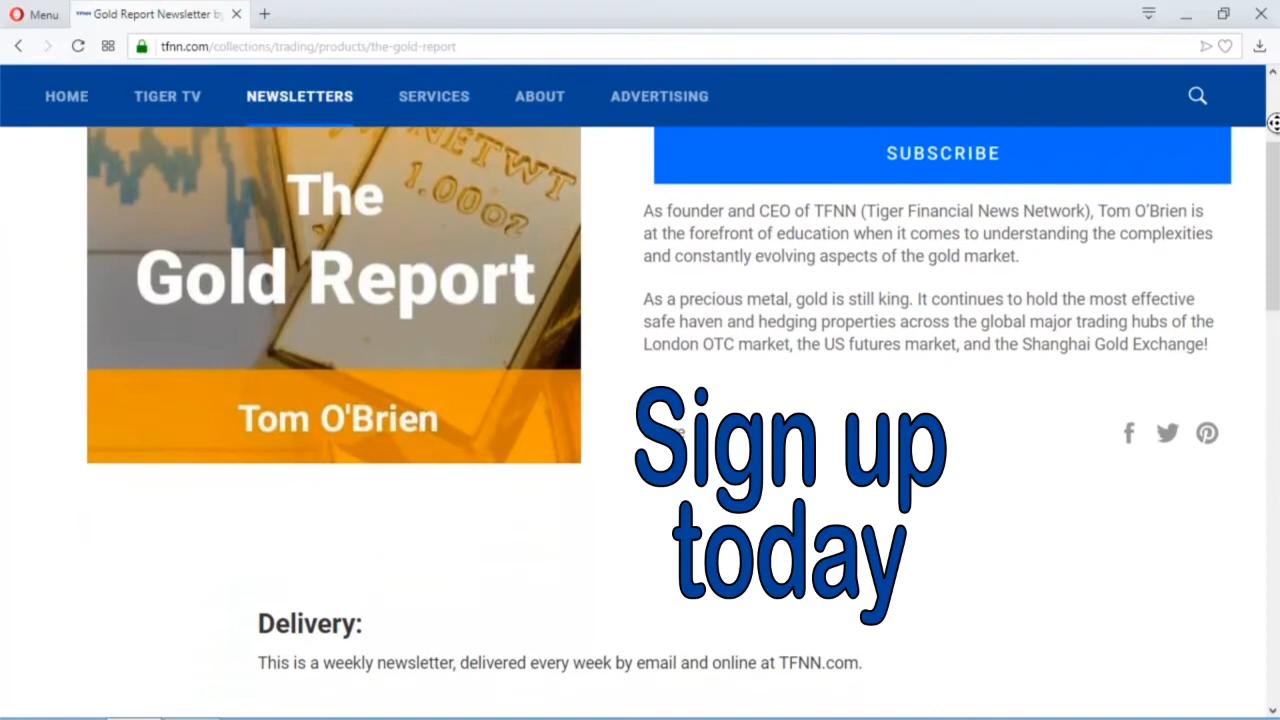 Menu
TFNN Gold Report Newsletter by
tfnn.com/collections/trading/products/the-gold-report
HOME TIGER TV NEWSLETTERS SERVICES ABOUT ADVERTISING
NETWT
1.00OZ
The
Gold Report
Tom O'Brien
SUBSCRIBE
As founder and CEO of TFNN (Tiger Financial News Network), Tom O'Brien is
at the forefront of education when it comes to understanding the complexities
and constantly evolving aspects of the gold market.
As a precious metal, gold is still king. It continues to hold the most effective
safe haven and hedging properties across the global major trading hubs of the
London OTC market, the US futures market, and the Shanghai Gold Exchange!
Sign up
today
Delivery:
This is a weekly newsletter, delivered every week by email and online at TFNN.com.